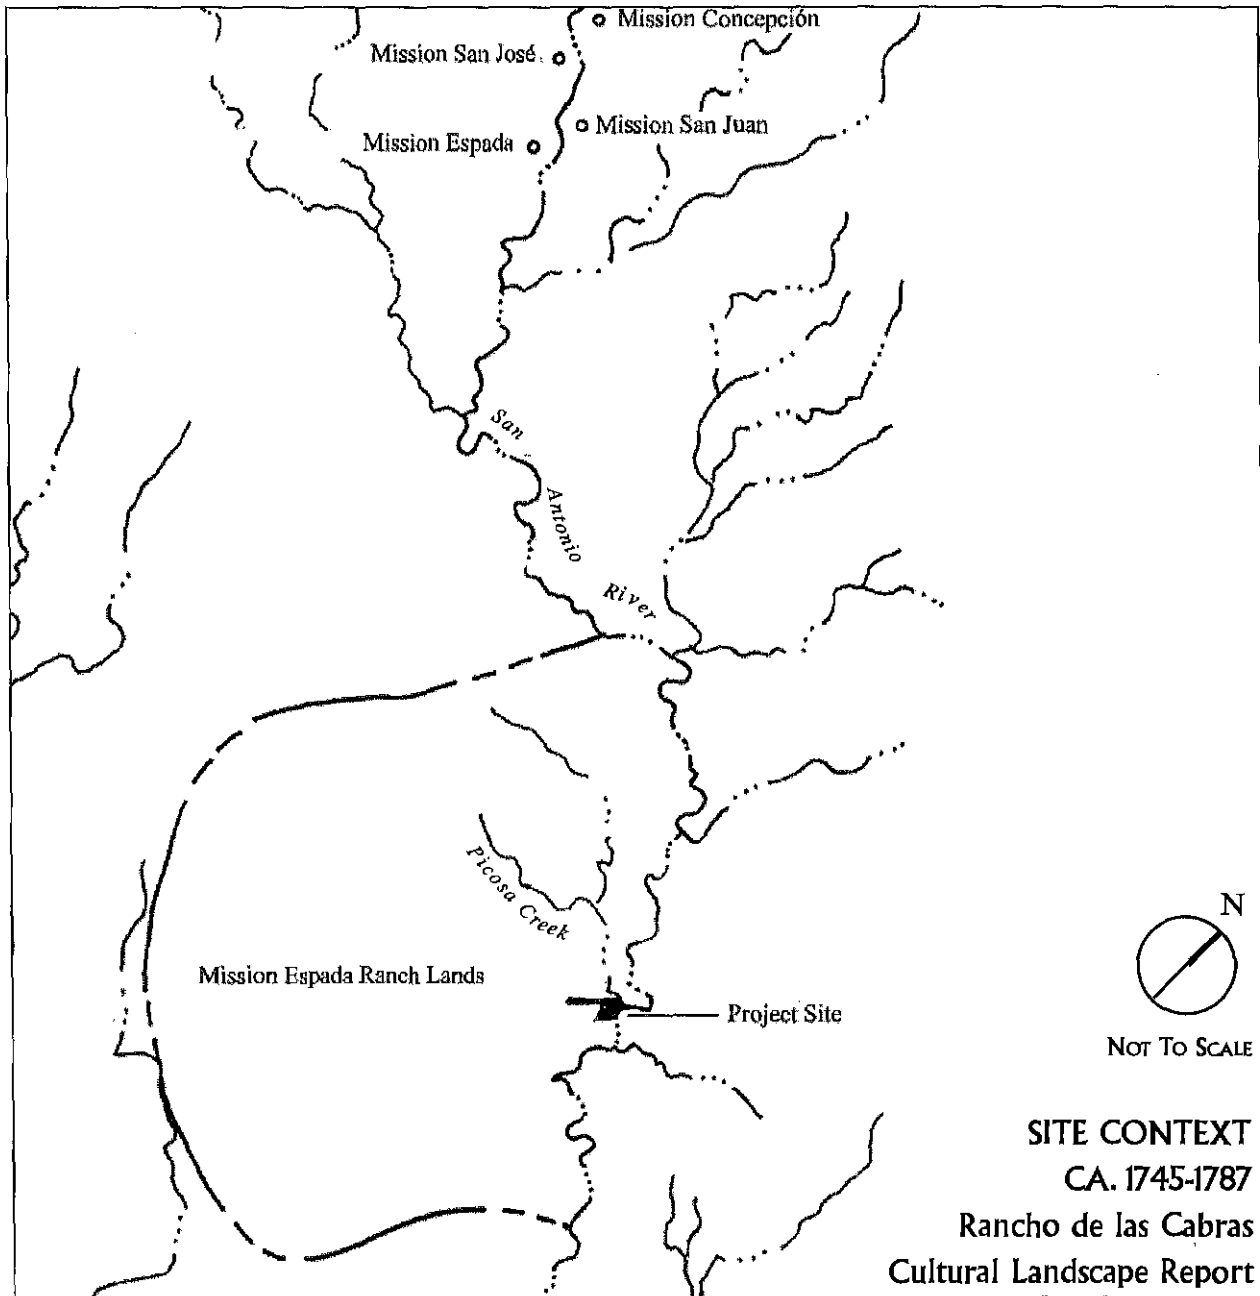 Mission Concepción
Mission San José
Mission San Juan
Mission Espada
San
Antonio
River
Picosa Creek
Mission Espada Ranch Lands
Project Site
N
NOT TO SCALE
SITE CONTEXT
CA. 1745-1787
Rancho de las Cabras
Cultural Landscape Report